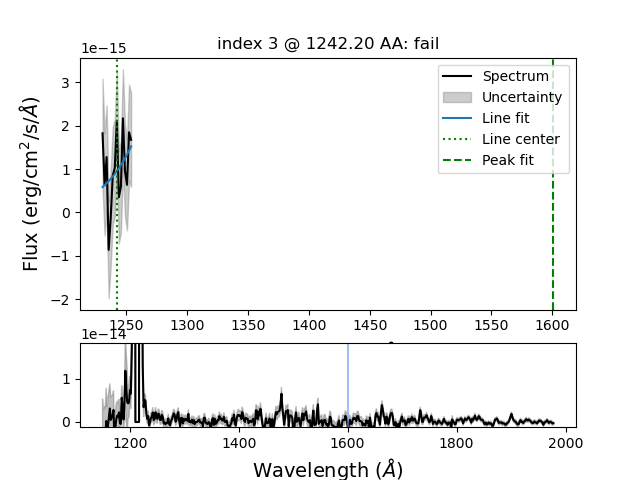 index 3 @ 1242.20 AA: fail
1e−15
3
2
1
0
−1
−2
Flux (erg/cm²/s/Å)
Spectrum
Uncertainty
Line fit
Line center
Peak fit
1250 1300 1350 1400 1450 1500 1550 1600
1e−14
1
0
1200 1400 1600 1800 2000
Wavelength (Å)